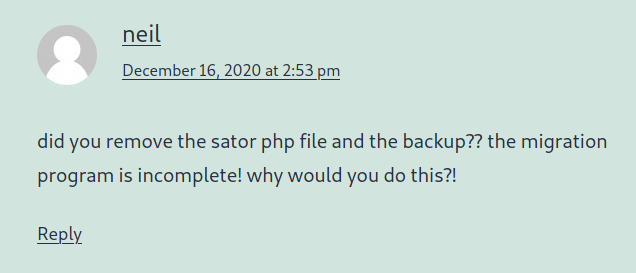 neil
December 16, 2020 at 2:53 pm
did you remove the sator php file and the backup?? the migration
program is incomplete! why would you do this?!
Reply